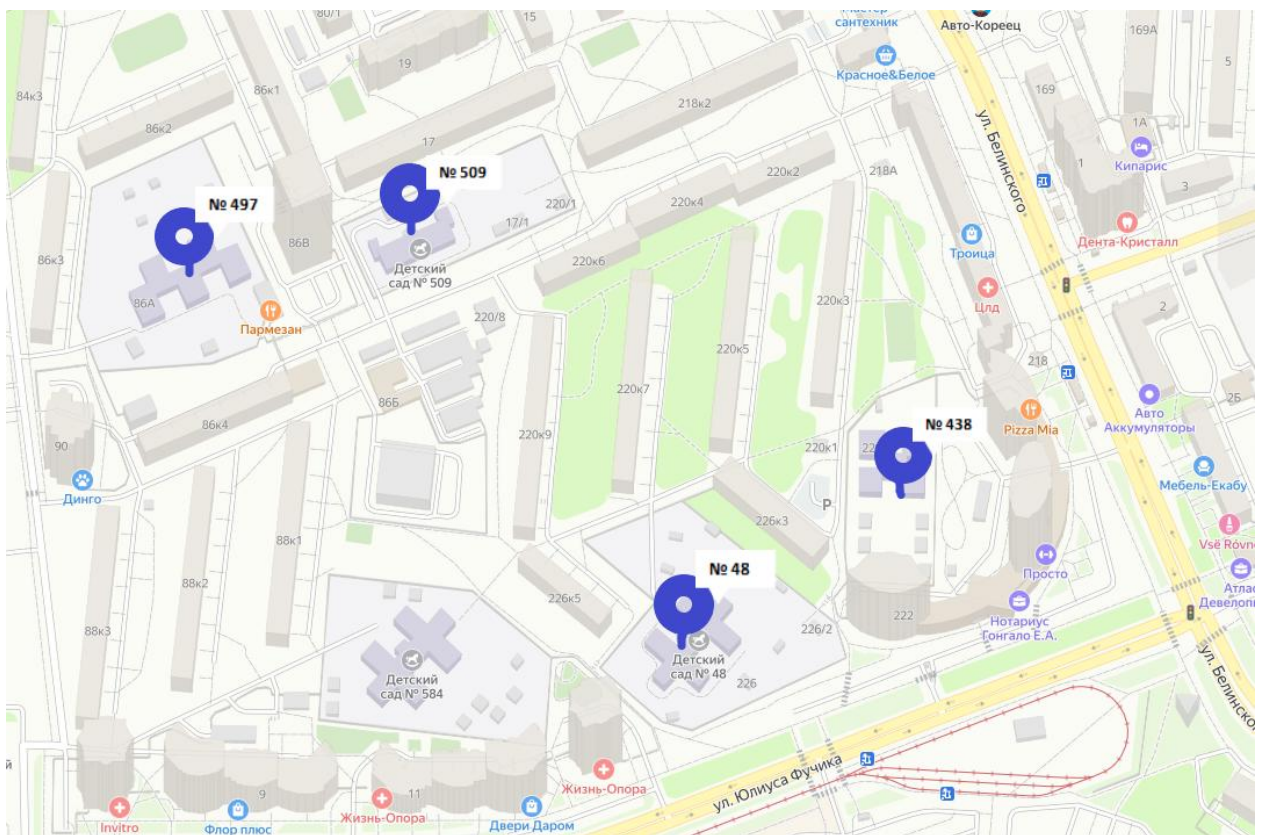 80/1
15
Мастер
сантехник
Авто-Кореец
169А
19
Красное&Белое
5
84к3
86к1
218к2
169
1А
86к2
17
ул. Белинского
1
Кипарис
№ 509
220к2
218А
3
№ 497
220/1
220к4
17/1
86В
Троица
Дента-Кристалл
86к3
Детский
сад № 509
220к6
86А
Цлд
220к3
2
Пармезан
220/8
220к5
218
86Б
220к7
2Б
Авто
Аккумуляторы
Pizza Mia
№ 438
86к4
90
220к9
220к1
Динго
Мебель-Екабу
P
226к3
88к1
Vsё Róvno
№ 48
Просто
88к2
226к5
222
Нотариус
Гонгало Е.А.
88к3
226/2
Детский
сад № 48
Детский
сад № 584
226
ул. Белинского
ул. Юлиуса Фучика
Жизнь-Опора
9
11
Invitro
Флор плюс
Жизнь-Опора
Двери Даром